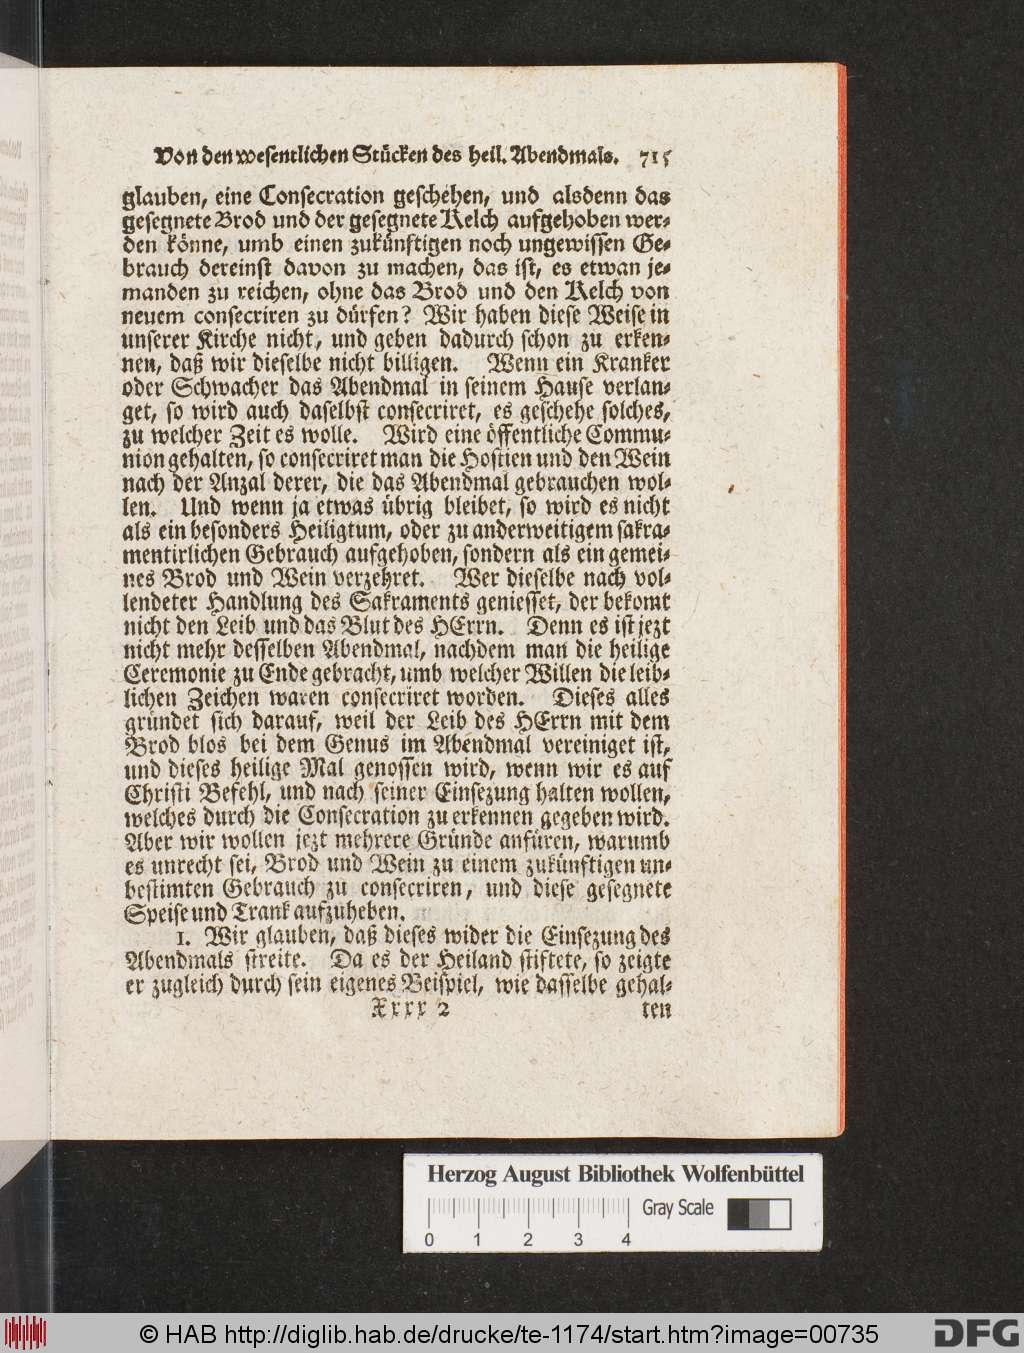 Von den wesentlichen Stücken des heil. Abendmals. 715
glauben, eine Consecration geschehen, und alsdenn das
gesegnete Brod und der gesegnete Kelch aufgehoben wer-
den könne, umb einen zukünftigen noch ungewissen Ge-
brauch dereinst davon zu machen, das ist, es etwan je-
manden zu reichen, ohne das Brod und den Kelch von
neuem consecriren zu dürfen? Wir haben diese Weise in
unserer Kirche nicht, und geben dadurch schon zu erken-
nen, daß wir dieselbe nicht billigen. Wenn ein Kranker
oder Schwacher das Abendmal in seinem Hause verlan-
get, so wird auch daselbst consecriret, es geschehe solches,
zu welcher Zeit es wolle. Wird eine öffentliche Commu-
nion gehalten, so consecriret man die Hostien und den Wein
nach der Anzal derer, die das Abendmal gebrauchen wol-
len. Und wenn ja etwas übrig bleibet, so wird es nicht
als ein besonders Heiligtum, oder zu anderweitigem sakra-
mentirlichen Gebrauch aufgehoben, sondern als ein gemei-
nes Brod und Wein verzehret. Wer dieselbe nach vol-
lendeter Handlung des Sakraments geniesset, der bekomt
nicht den Leib und das Blut des HErrn. Denn es ist jezt
nicht mehr desselben Abendmal, nachdem man die heilige
Ceremonie zu Ende gebracht, umb welcher Willen die leib-
lichen Zeichen waren consecriret worden. Dieses alles
gründet sich darauf, weil der Leib des HErrn mit dem
Brod blos bei dem Genus im Abendmal vereiniget ist,
und dieses heilige Mal genossen wird, wenn wir es auf
Christi Befehl, und nach seiner Einsezung halten wollen,
welches durch die Consecration zu erkennen gegeben wird.
Aber wir wollen jezt mehrere Gründe anfüren, warumb
es unrecht sei, Brod und Wein zu einem zukünftigen un-
bestimten Gebrauch zu consecriren, und diese gesegnete
Speise und Trank aufzuheben.
1. Wir glauben, daß dieses wider die Einsezung des
Abendmals streite. Da es der Heiland stiftete, so zeigte
er zugleich durch sein eigenes Beispiel, wie dasselbe gehal-
Xxxx 2 ten
Herzog August Bibliothek Wolfenbüttel
Gray Scale
0 1 2 3 4
© HAB http://diglib.hab.de/drucke/te-1174/start.htm?image=00735
DFG